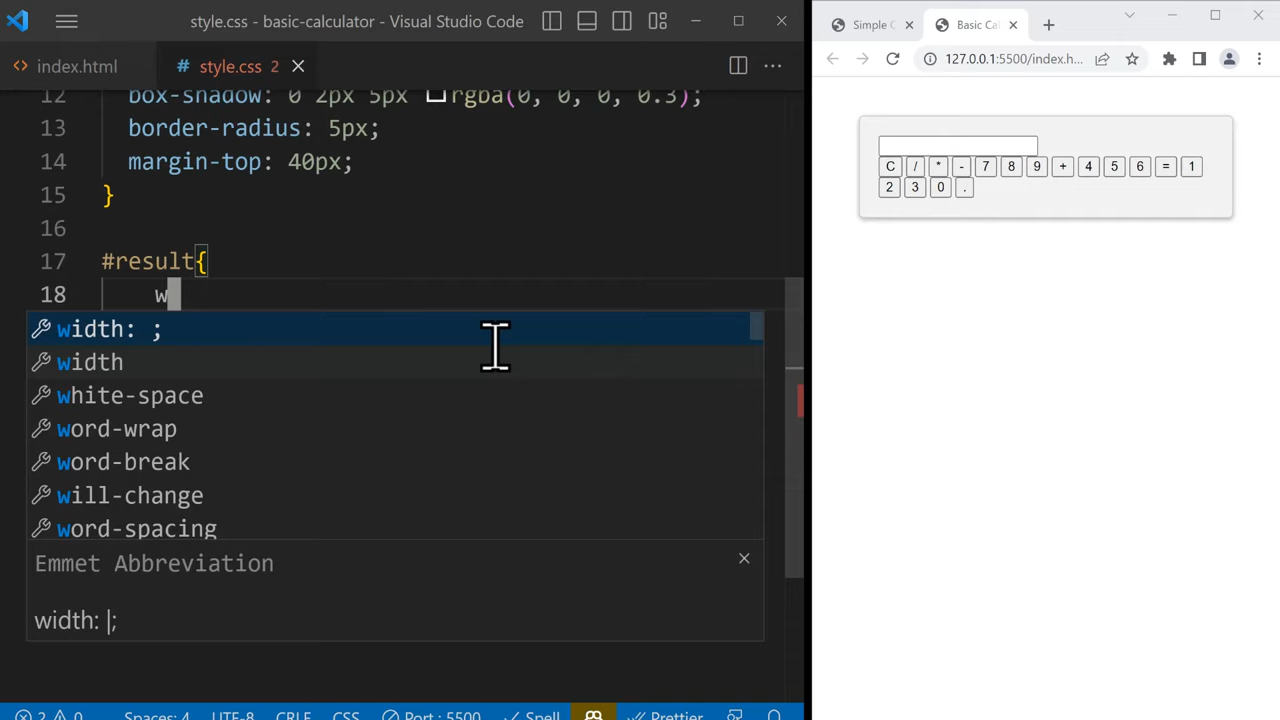 style.css - basic-calculator - Visual Studio Code
index.html
style.css 2
12 box-shadow: 0 2px 5px rgba(0, 0, 0, 0.3);
13 border-radius: 5px;
14 margin-top: 40px;
15 }
16
17 #result{
18 w
width: ;
width
white-space
word-wrap
word-break
will-change
word-spacing
Emmet Abbreviation
width: |;
2 0 Spaces: 4 UTF-8 CRLF CSS Port : 5500 Spell Prettier
Simple C
Basic Cal
127.0.0.1:5500/index.h...
C / * - 7 8 9 + 4 5 6 = 1
2 3 0 .